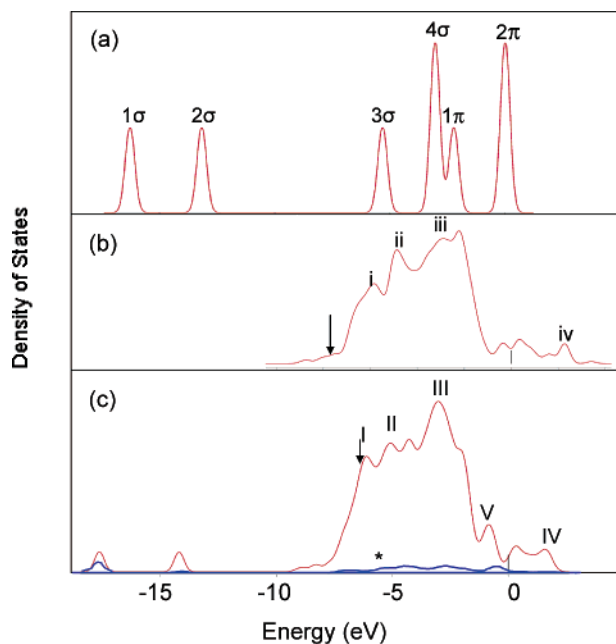 (a)
4σ
2π
1σ
2σ
3σ
1π
Density of States
(b)
i
ii
iii
iv
(c)
I
II
III
V
IV
*
-15
-10
-5
0
Energy (eV)